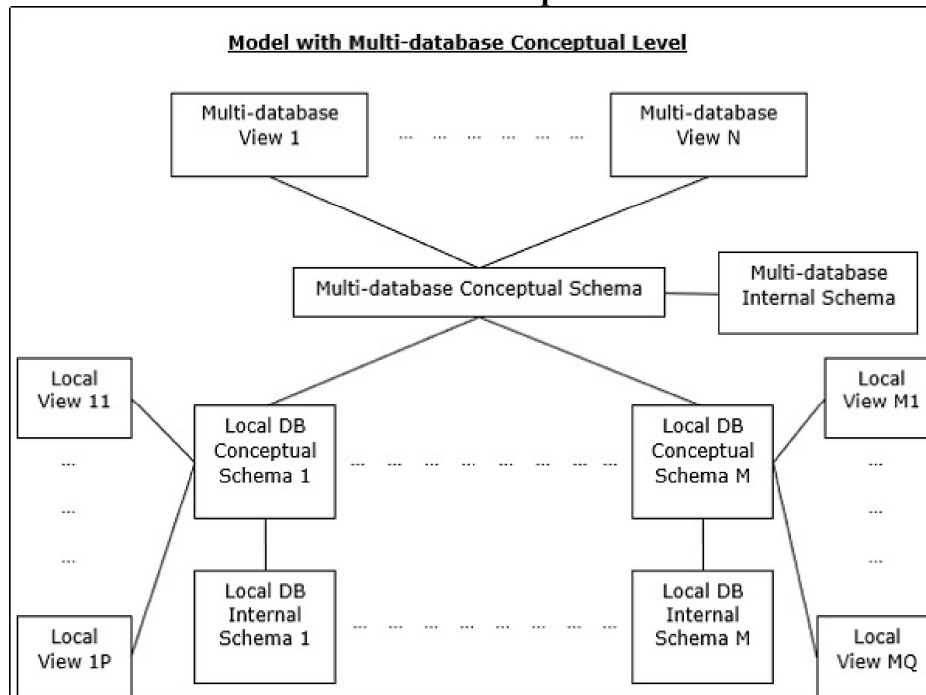 Model with Multi-database Conceptual Level
Multi-database
View 1
... ... ... ... ... ...
Multi-database
View N
Multi-database Conceptual Schema
Multi-database
Internal Schema
Local
View 11
...
...
...
Local
View 1P
Local DB
Conceptual
Schema 1
... ... ... ... ... ... ... ...
Local DB
Conceptual
Schema M
Local
View M1
...
...
...
Local
View MQ
Local DB
Internal
Schema 1
... ... ... ... ... ... ... ...
Local DB
Internal
Schema M